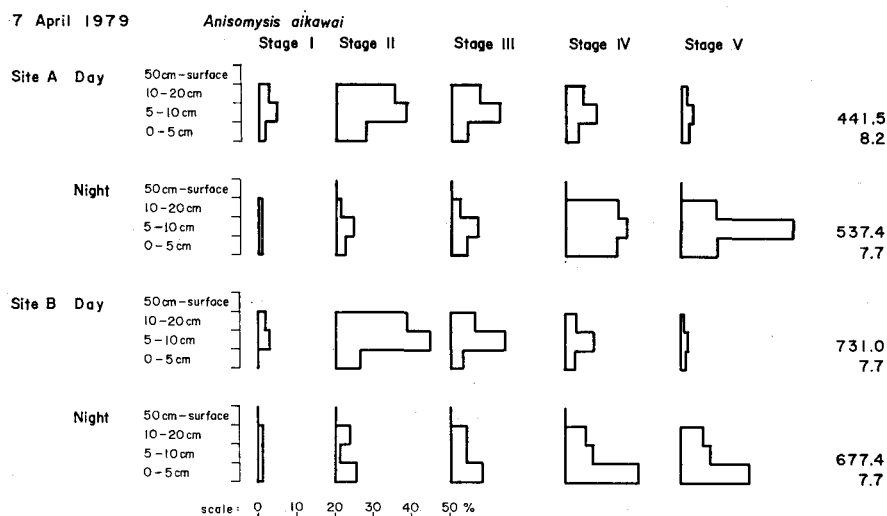 7 April 1979 Anisomysis aikawai
Stage I Stage II Stage III Stage IV Stage V
Site A Day 50cm-surface
10-20cm
5-10cm 441.5
0-5cm 8.2
Night 50cm-surface
10-20cm
5-10cm 537.4
0-5cm 7.7
Site B Day 50cm-surface
10-20cm
5-10cm 731.0
0-5cm 7.7
Night 50cm-surface
10-20cm
5-10cm 677.4
0-5cm 7.7
scale: 0 10 20 30 40 50 %